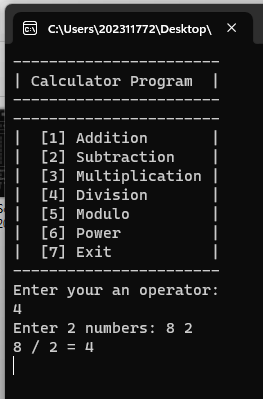 C:\Users\202311772\Desktop\
-----------------------
| Calculator Program  |
-----------------------
-----------------------
|  [1] Addition       |
|  [2] Subtraction    |
|  [3] Multiplication |
|  [4] Division       |
|  [5] Modulo         |
|  [6] Power          |
|  [7] Exit           |
-----------------------
Enter your an operator:
4
Enter 2 numbers: 8 2
8 / 2 = 4